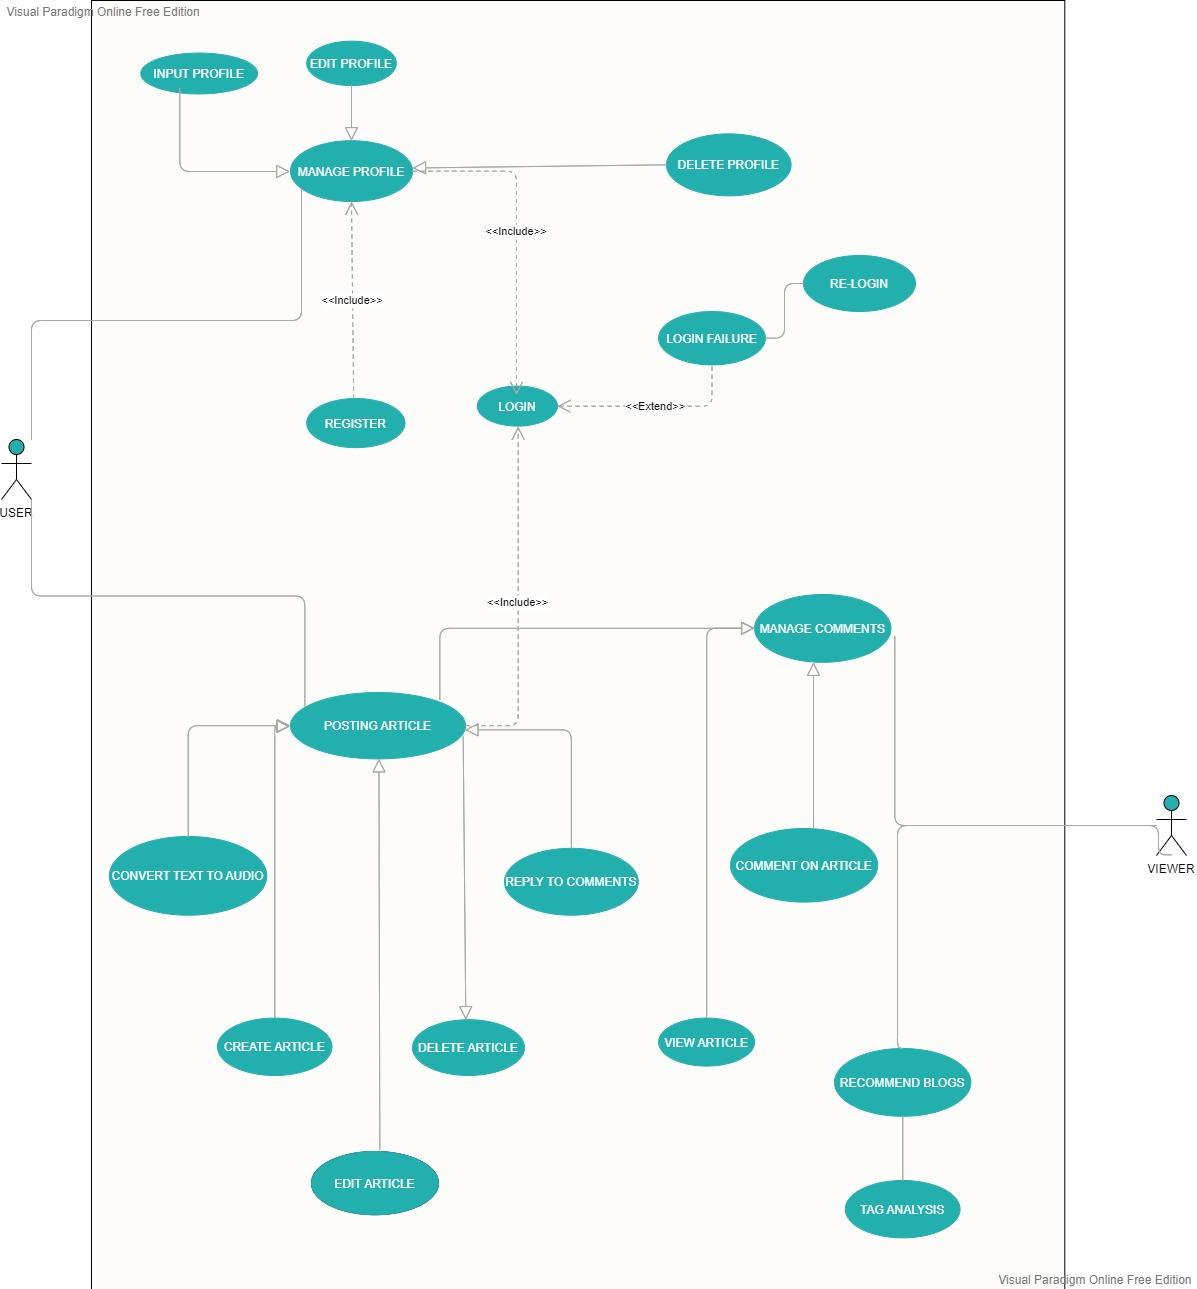 Visual Paradigm Online Free Edition
EDIT PROFILE
INPUT PROFILE
MANAGE PROFILE
DELETE PROFILE
<<Include>>
RE-LOGIN
<<Include>>
LOGIN FAILURE
LOGIN
<<Extend>>
REGISTER
USER
<<Include>>
MANAGE COMMENTS
POSTING ARTICLE
CONVERT TEXT TO AUDIO
REPLY TO COMMENTS
COMMENT ON ARTICLE
VIEWER
CREATE ARTICLE
DELETE ARTICLE
VIEW ARTICLE
RECOMMEND BLOGS
EDIT ARTICLE
TAG ANALYSIS
Visual Paradigm Online Free Edition